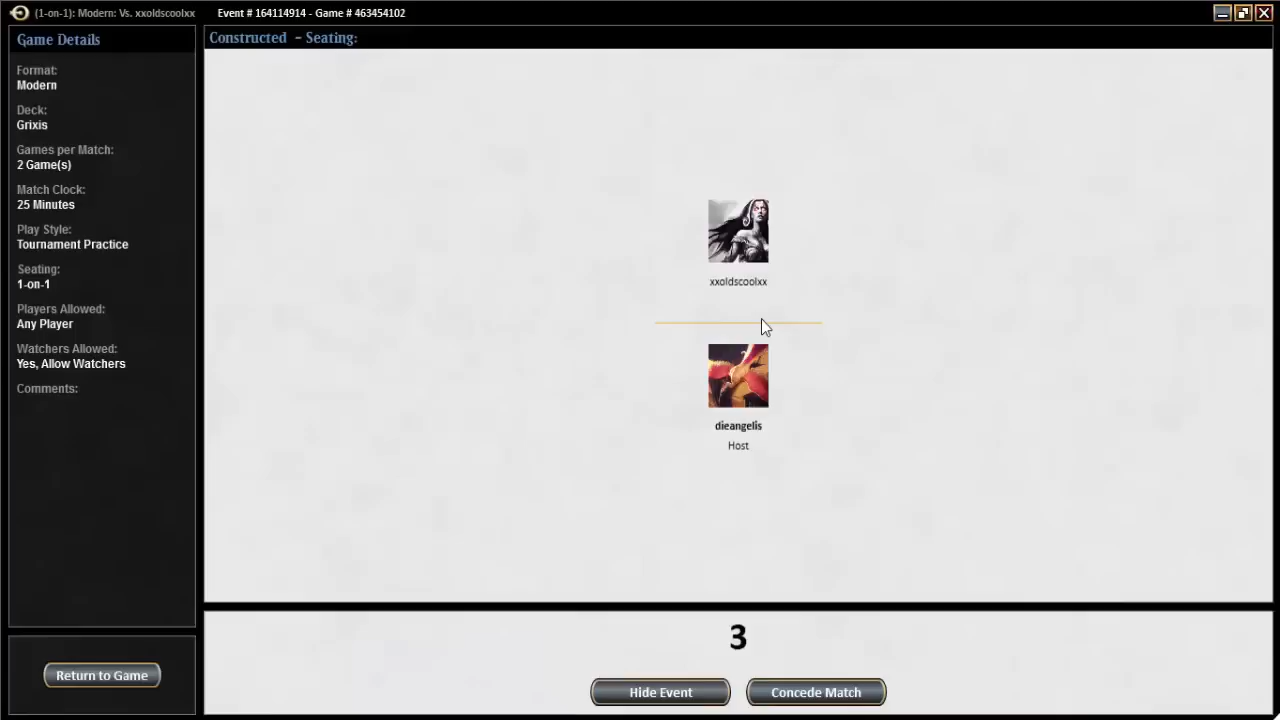 (1-on-1): Modern: Vs. xxoldscoolxx
Event # 164114914 - Game # 463454102
Game Details
Format:
Modern
Deck:
Grixis
Games per Match:
2 Game(s)
Match Clock:
25 Minutes
Play Style:
Tournament Practice
Seating:
1-on-1
Players Allowed:
Any Player
Watchers Allowed:
Yes, Allow Watchers
Comments:
Return to Game
Constructed - Seating:
xxoldscoolxx
dieangelis
Host
3
Hide Event
Concede Match